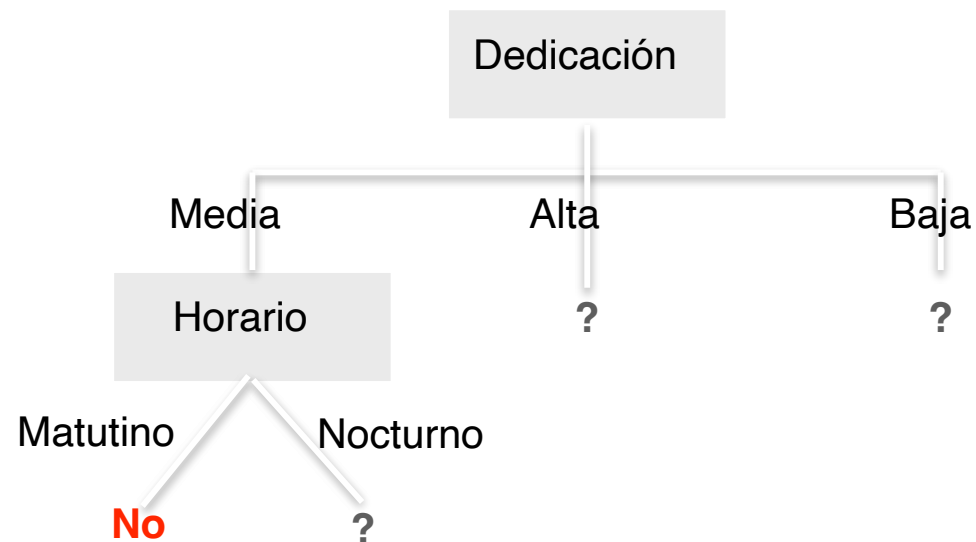 Dedicación
Media Alta Baja
Horario ? ?
Matutino Nocturno
No ?